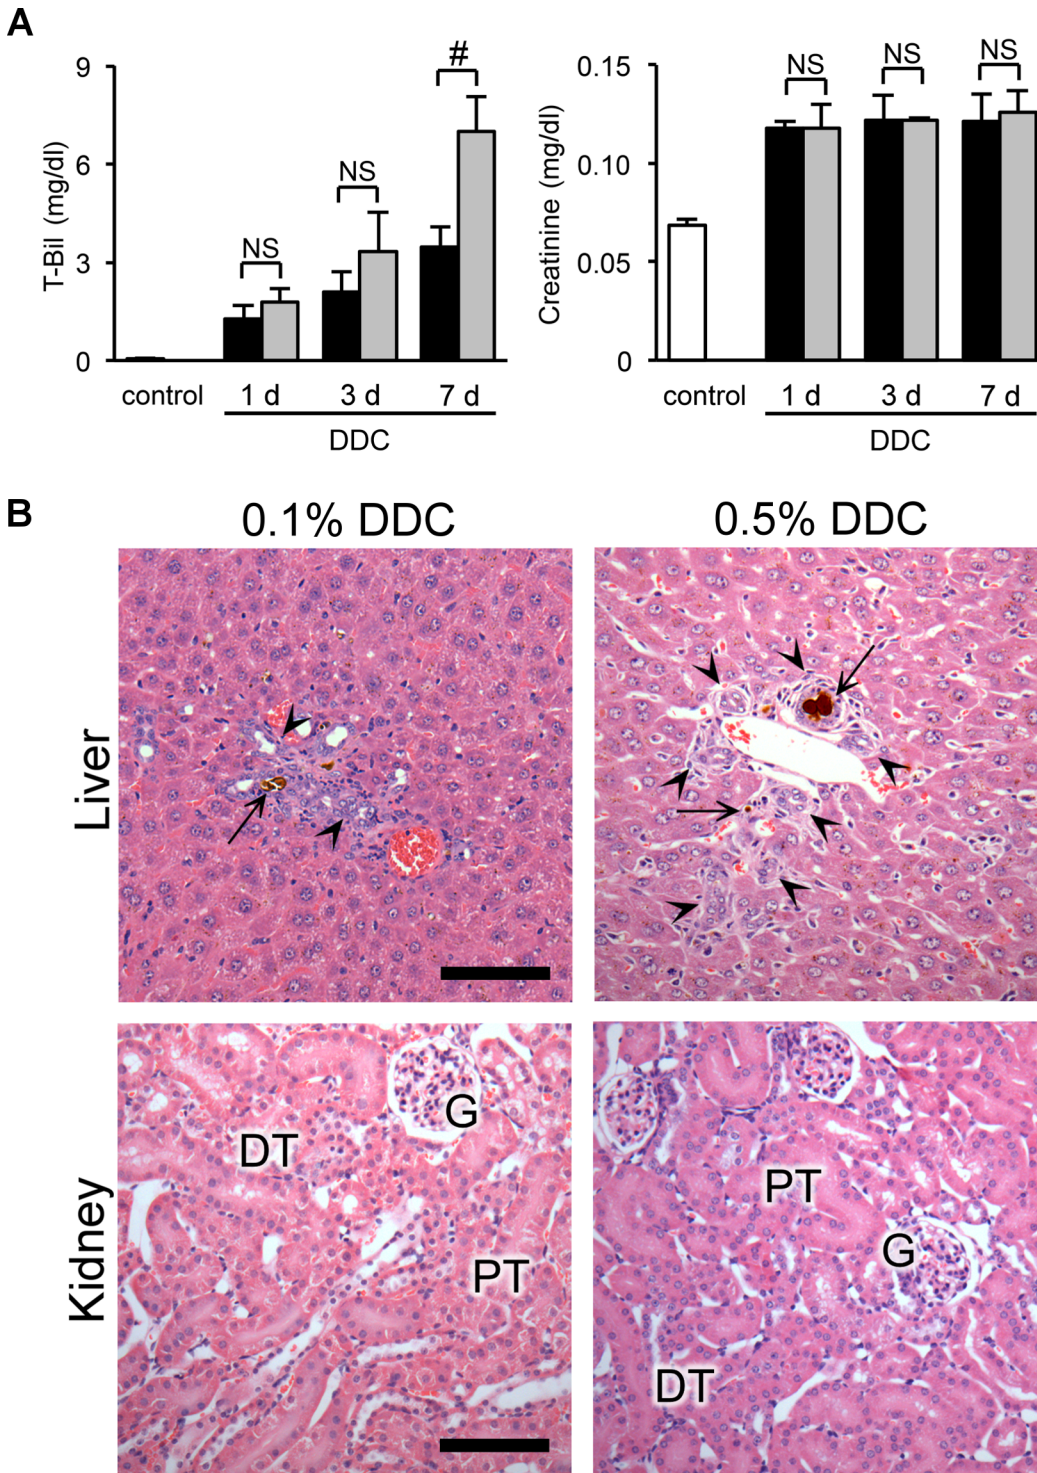 A
T-Bil (mg/dl)
9
6
3
0
NS
NS
#
control
1 d
3 d
7 d
DDC
Creatinine (mg/dl)
0.15
0.10
0.05
0
NS
NS
NS
control
1 d
3 d
7 d
DDC
B
0.1% DDC
0.5% DDC
Liver
Kidney
G
DT
PT
PT
G
DT